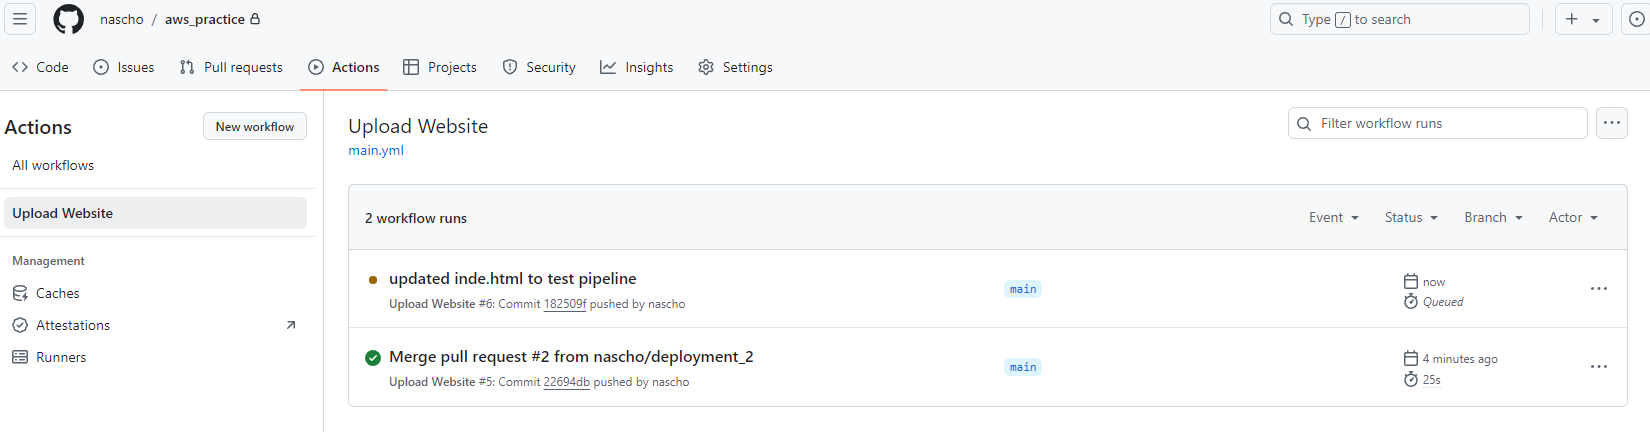 nascho / aws_practice
Type / to search
Code
Issues
Pull requests
Actions
Projects
Security
Insights
Settings
Actions
New workflow
All workflows
Upload Website
Management
Caches
Attestations
Runners
Upload Website
main.yml
Filter workflow runs
2 workflow runs
Event
Status
Branch
Actor
updated inde.html to test pipeline
Upload Website #6: Commit 182509f pushed by nascho
main
now
Queued
Merge pull request #2 from nascho/deployment_2
Upload Website #5: Commit 22694db pushed by nascho
main
4 minutes ago
25s